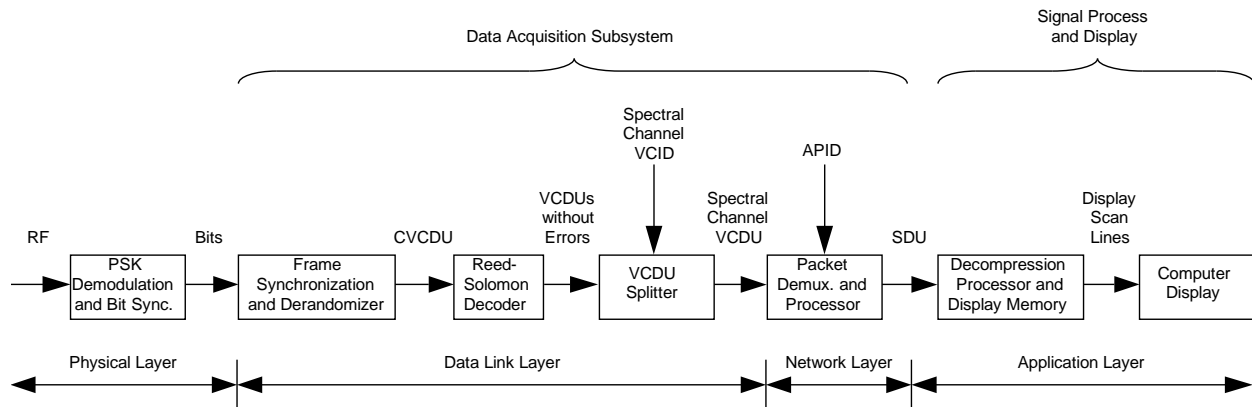 Data Acquisition Subsystem
Signal Process
and Display
Spectral
Channel
VCID
APID
RF
Bits
CVCDU
VCDUs
without
Errors
Spectral
Channel
VCDU
SDU
Display
Scan
Lines
PSK
Demodulation
and Bit Sync.
Frame
Synchronization
and Derandomizer
Reed-
Solomon
Decoder
VCDU
Splitter
Packet
Demux. and
Processor
Decompression
Processor and
Display Memory
Computer
Display
Physical Layer
Data Link Layer
Network Layer
Application Layer